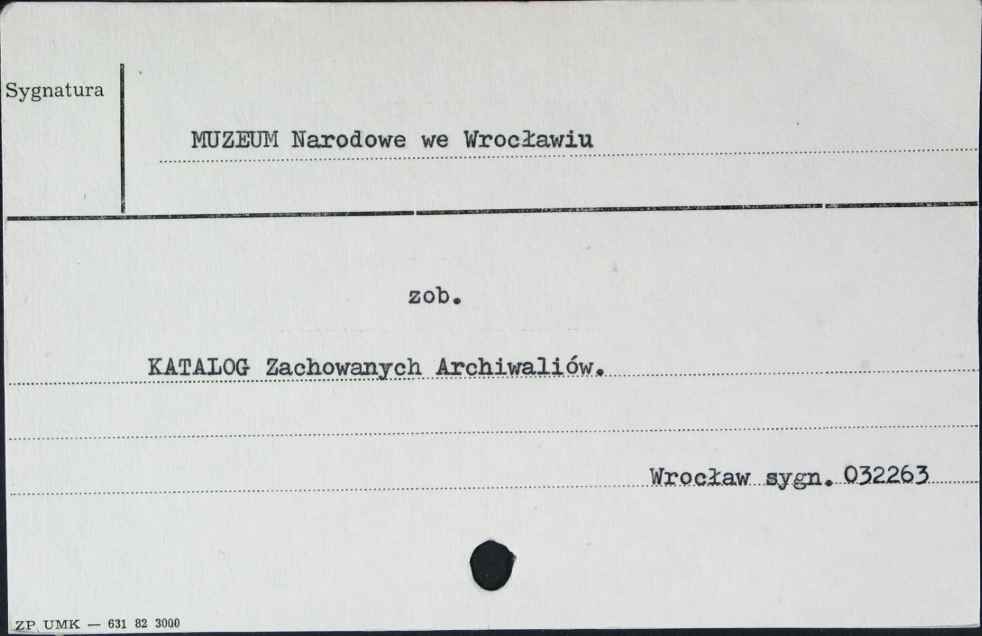 Sygnatura
MUZEUM Narodowe we Wrocławiu
zob.
KATALOG Zachowanych Archiwaliów.
Wrocław sygn. 032263
ZP UMK — 631 82 3000